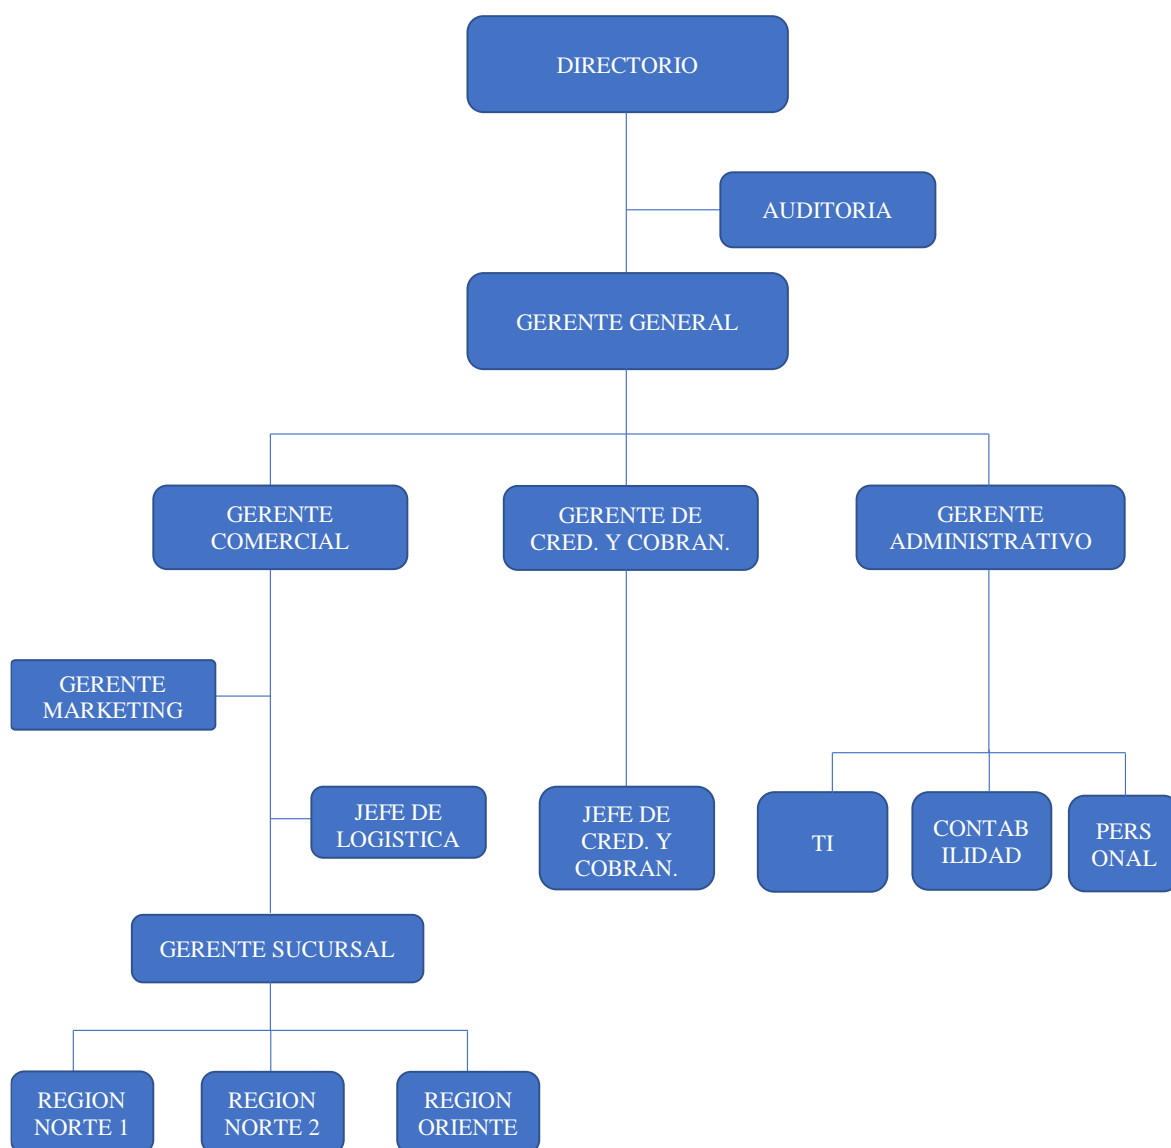 DIRECTORIO
AUDITORIA
GERENTE GENERAL
GERENTE
COMERCIAL
GERENTE DE
CRED. Y COBRAN.
GERENTE
ADMINISTRATIVO
GERENTE
MARKETING
JEFE DE
LOGISTICA
JEFE DE
CRED. Y
COBRAN.
TI
CONTAB
ILIDAD
PERS
ONAL
GERENTE SUCURSAL
REGION
NORTE 1
REGION
NORTE 2
REGION
ORIENTE